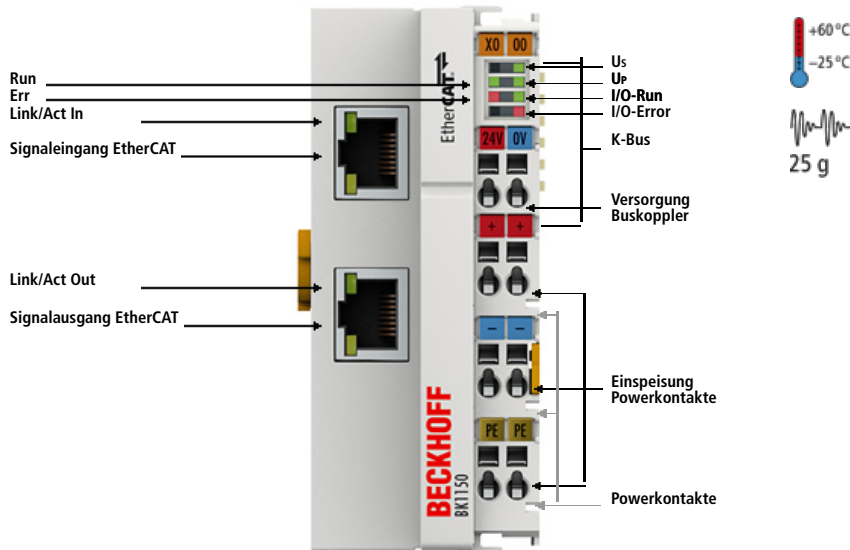 Run
Err
Link/Act In
Signaleingang EtherCAT
Link/Act Out
Signalausgang EtherCAT
EtherCAT
X0 00
24V 0V
+ +
− −
PE PE
BECKHOFF
BK1150
Us
UP
I/O-Run
I/O-Error
K-Bus
Versorgung
Buskoppler
Einspeisung
Powerkontakte
Powerkontakte
+60 °C
−25 °C
25 g